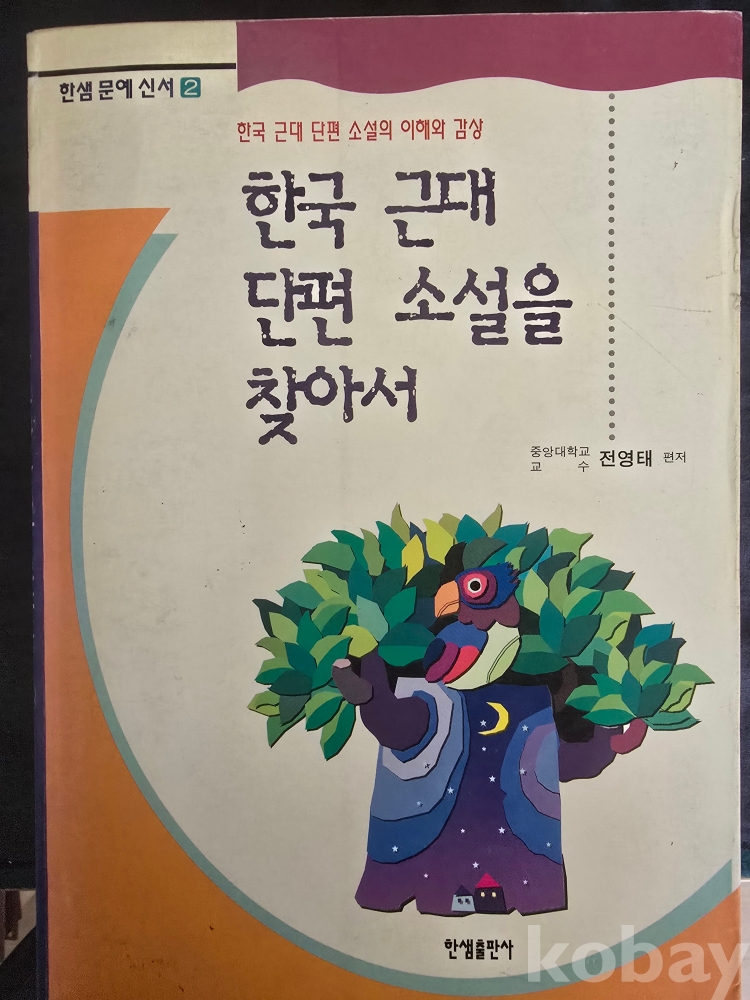 한샘 문예 신서 2
한국 근대 단편 소설의 이해와 감상
한국 근대
단편 소설을
찾아서
중앙대학교
교 수 전영태 편저
한샘출판사
kobay